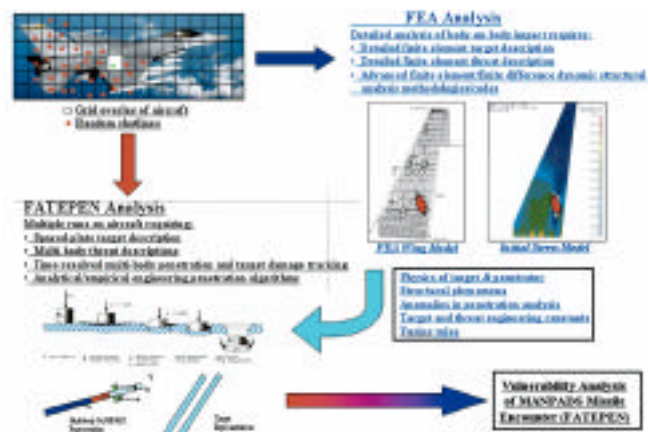 FEA Analysis
Detailed analysis of body on body impact requires:
• Detailed finite element target description
• Detailed finite element threat description
• Advanced finite element/finite difference dynamic structural
analysis methodologies/codes
Grid overlay of aircraft
Random shotlines
FATEPEN Analysis
Multiple runs on aircraft requiring:
• Spaced plate target description
• Multi body threat descriptions
• Time resolved multi-body penetration and target damage tracking
• Analytical/empirical engineering penetration algorithms
FEA Wing Model
Initial Stress Model
Physics of target & penetrator
Structural phenomena
Anomalies in penetration analysis
Target and threat engineering constants
Tuning rules
Target
Vulnerability Analysis
of MANPADS Missile
Encounter (FATEPEN)